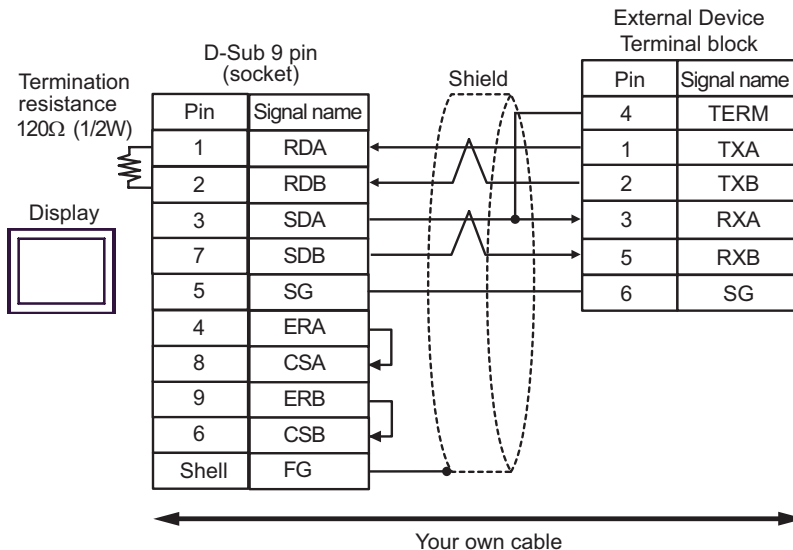 External Device
Terminal block
D-Sub 9 pin
(socket)
Shield
Termination
resistance
120Ω (1/2W)
Display
Pin Signal name
1 RDA
2 RDB
3 SDA
7 SDB
5 SG
4 ERA
8 CSA
9 ERB
6 CSB
Shell FG
Pin Signal name
4 TERM
1 TXA
2 TXB
3 RXA
5 RXB
6 SG
Your own cable